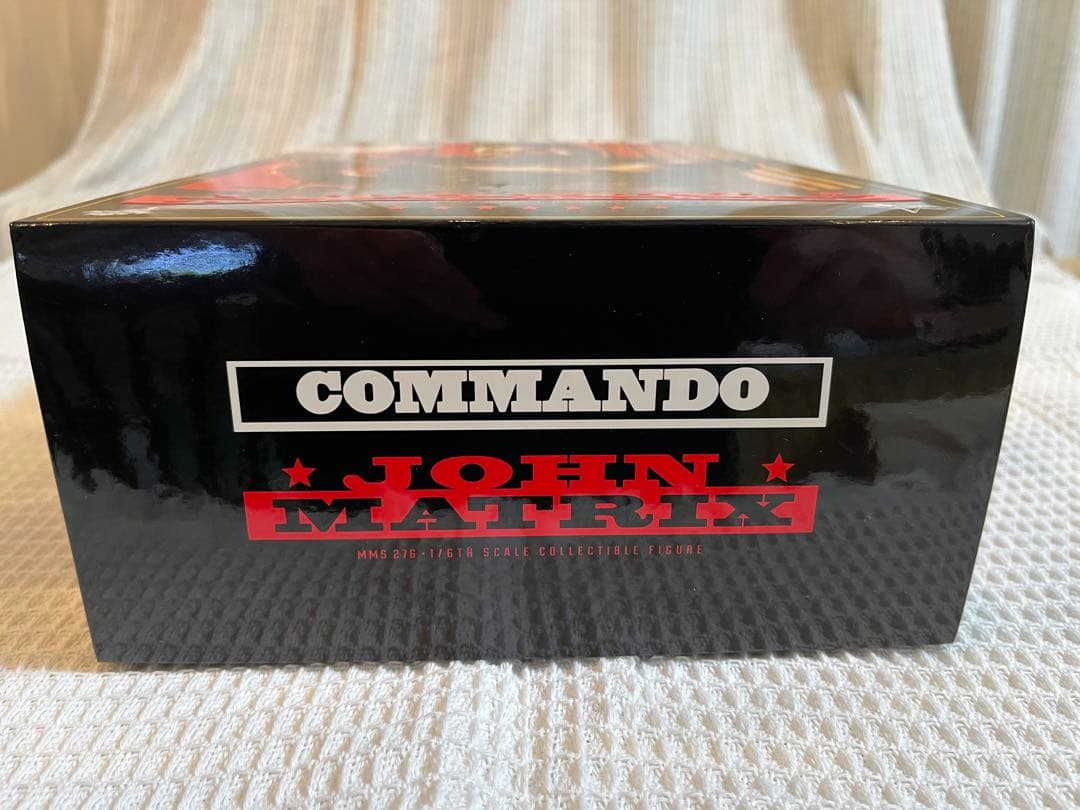 COMMANDO
JOHN
MATRIX
MMS 276 · 1/6TH SCALE COLLECTIBLE FIGURE